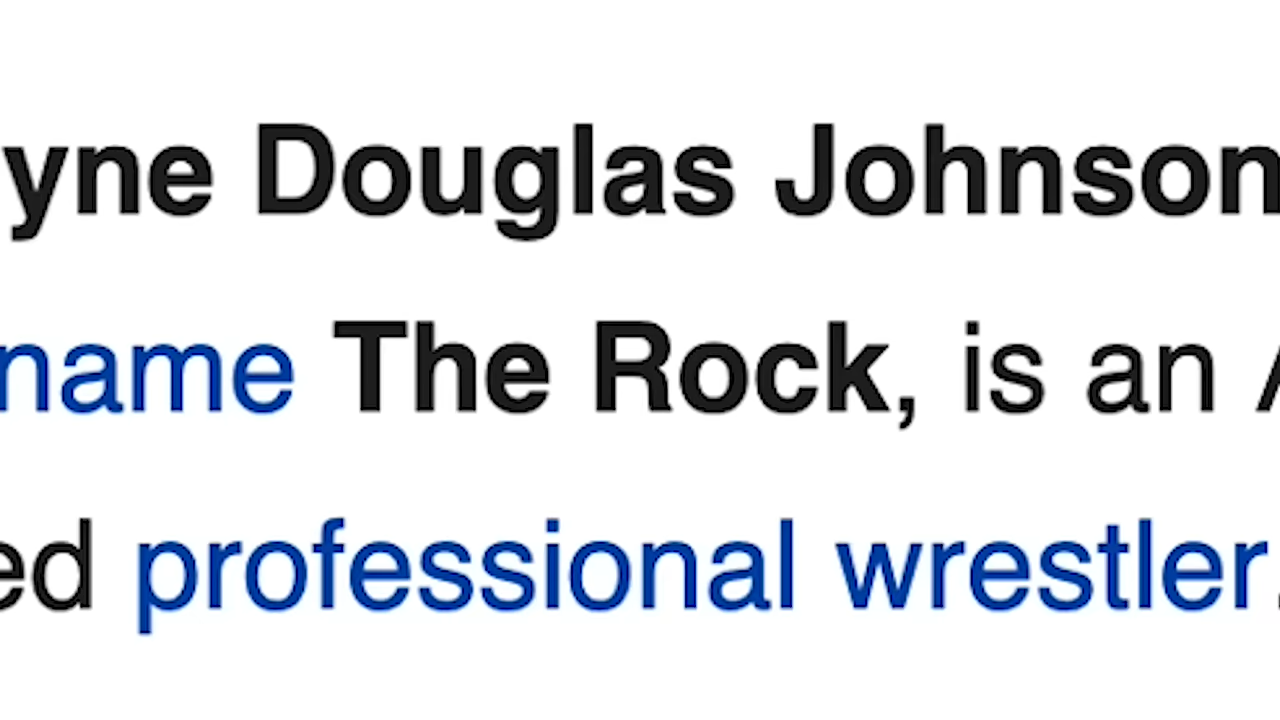 yne Douglas Johnson
name The Rock, is an
ed professional wrestler.